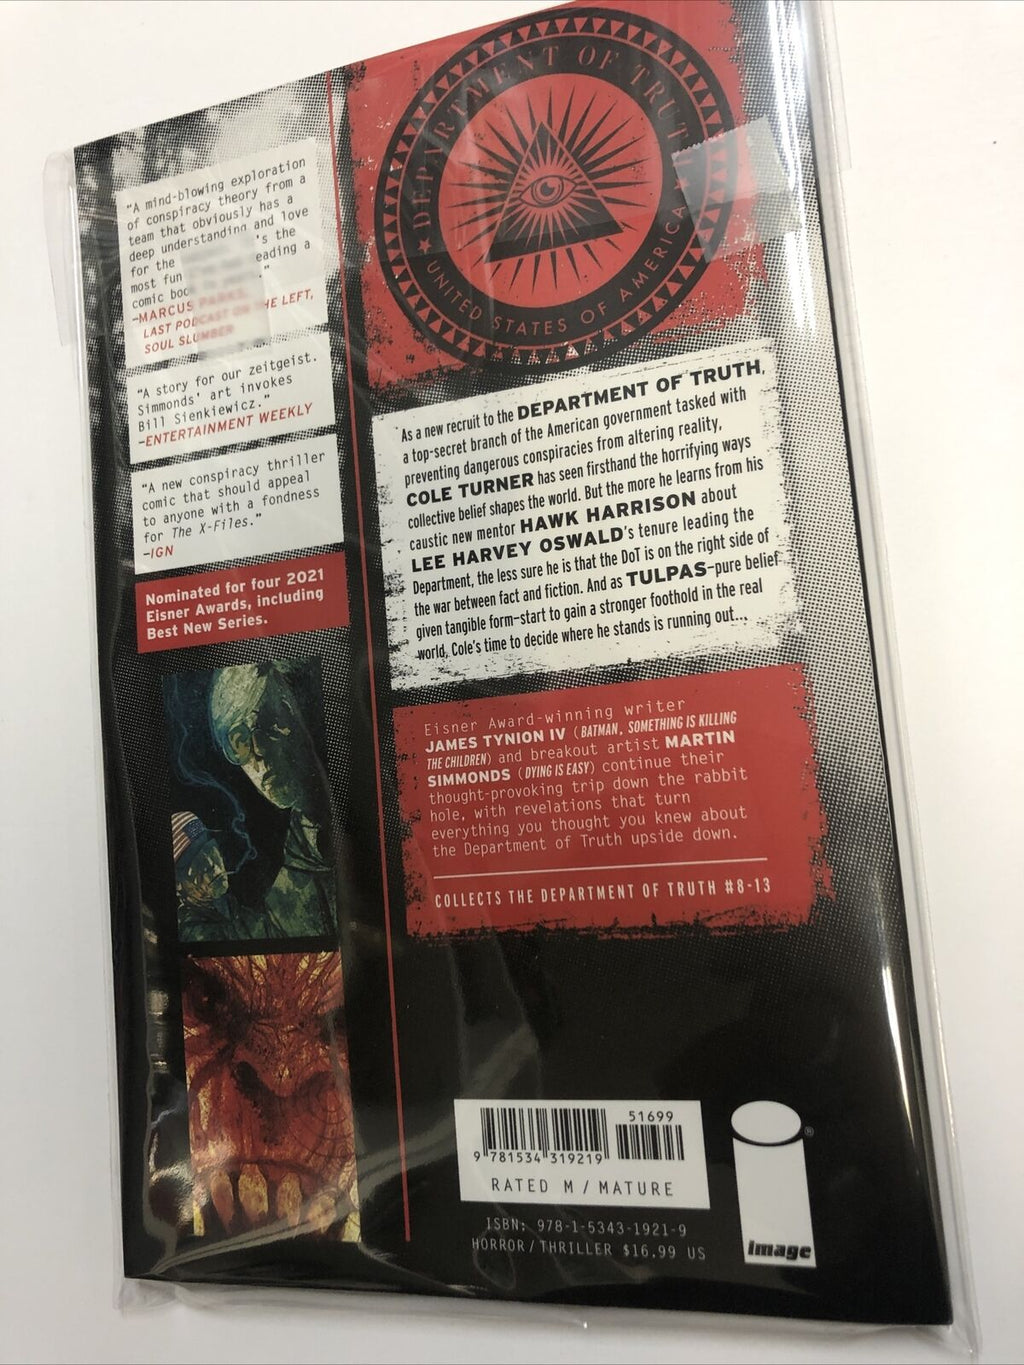 "A mind-blowing exploration
of conspiracy theory from a
team that obviously has a
deep understanding and love
for the 's the
most fun eading a
comic boo ."
—MARCUS PARKS,
LAST PODCAST ON THE LEFT,
SOUL SLUMBER
"A story for our zeitgeist.
Simmonds' art invokes
Bill Sienkiewicz."
—ENTERTAINMENT WEEKLY
"A new conspiracy thriller
comic that should appeal
to anyone with a fondness
for The X-Files."
—IGN
Nominated for four 2021
Eisner Awards, including
Best New Series.
DEPARTMENT OF TRUTH
UNITED STATES OF AMERICA
As a new recruit to the DEPARTMENT OF TRUTH,
a top-secret branch of the American government tasked with
preventing dangerous conspiracies from altering reality,
COLE TURNER has seen firsthand the horrifying ways
collective belief shapes the world. But the more he learns from his
caustic new mentor HAWK HARRISON about
LEE HARVEY OSWALD's tenure leading the
Department, the less sure he is that the DoT is on the right side of
the war between fact and fiction. And as TULPAS–pure belief
given tangible form–start to gain a stronger foothold in the real
world, Cole's time to decide where he stands is running out...
Eisner Award-winning writer
JAMES TYNION IV (BATMAN, SOMETHING IS KILLING
THE CHILDREN) and breakout artist MARTIN
SIMMONDS (DYING IS EASY) continue their
thought-provoking trip down the rabbit
hole, with revelations that turn
everything you thought you knew about
the Department of Truth upside down.
COLLECTS THE DEPARTMENT OF TRUTH #8-13
51699
9 781534 319219
RATED M / MATURE
ISBN: 978-1-5343-1921-9
HORROR/THRILLER $16.99 US
®
image